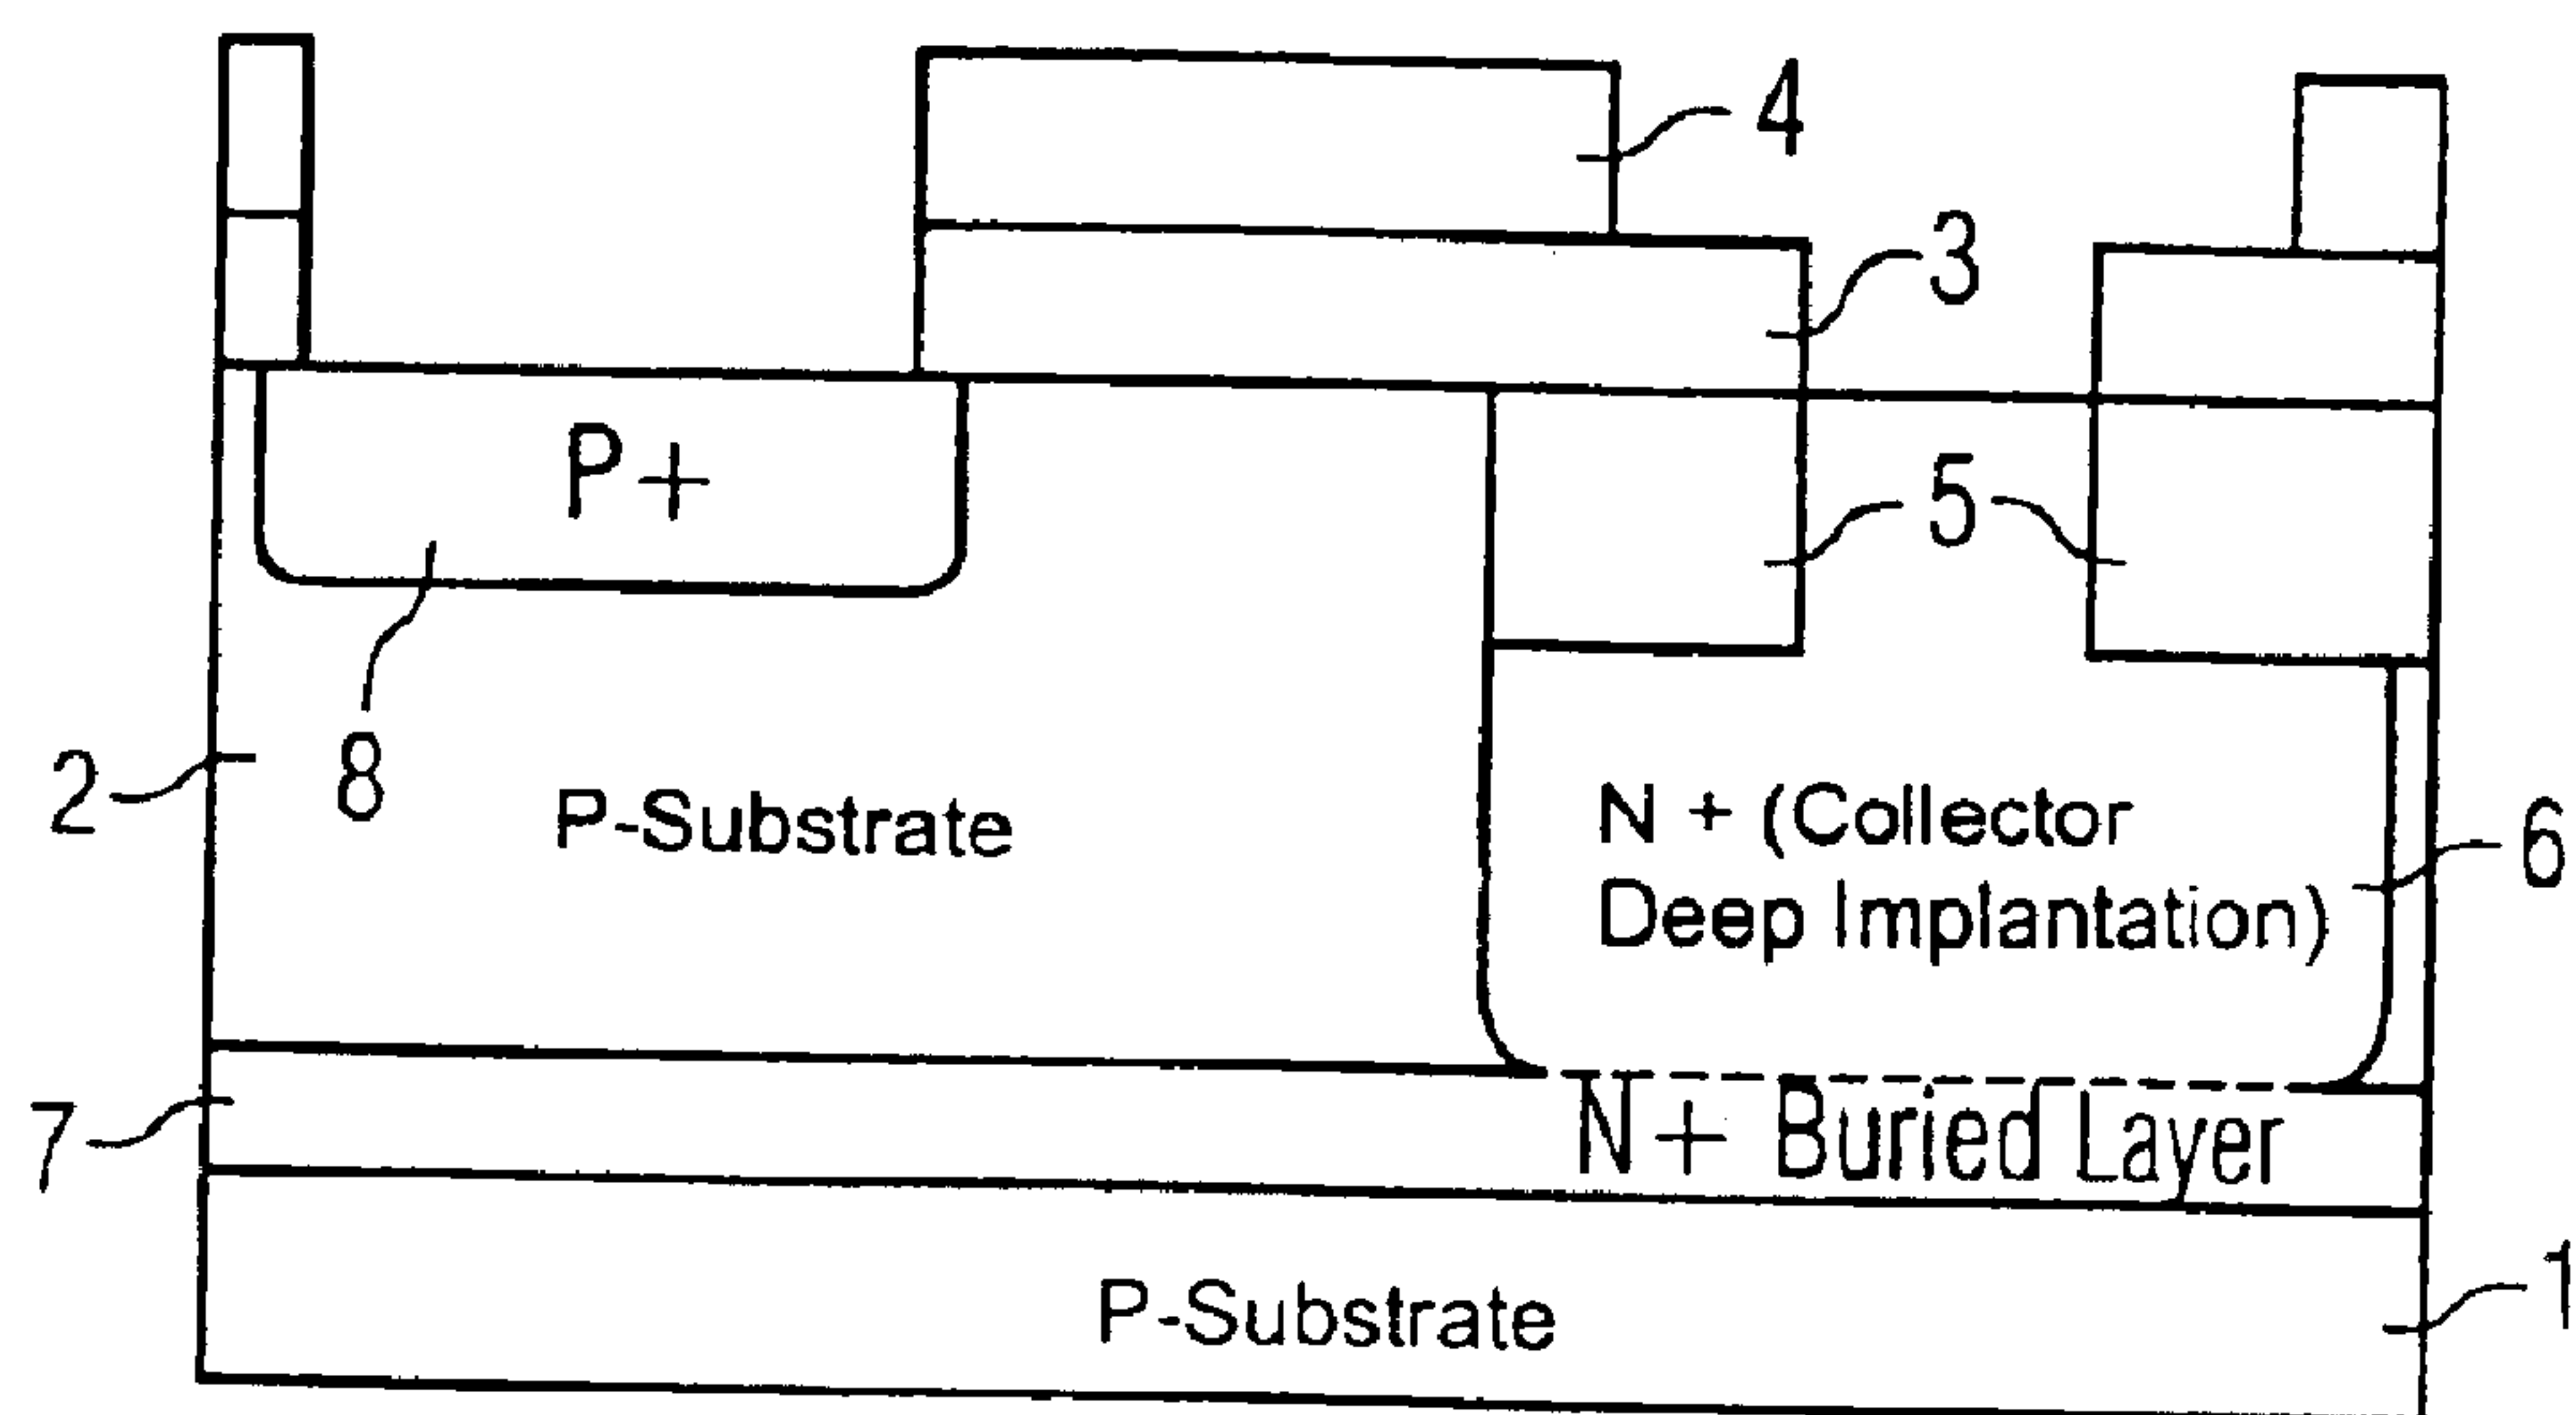 4
3
P+
5
2
8
P-Substrate
N + (Collector
Deep Implantation)
6
7
N+ Buried Layer
P-Substrate
1